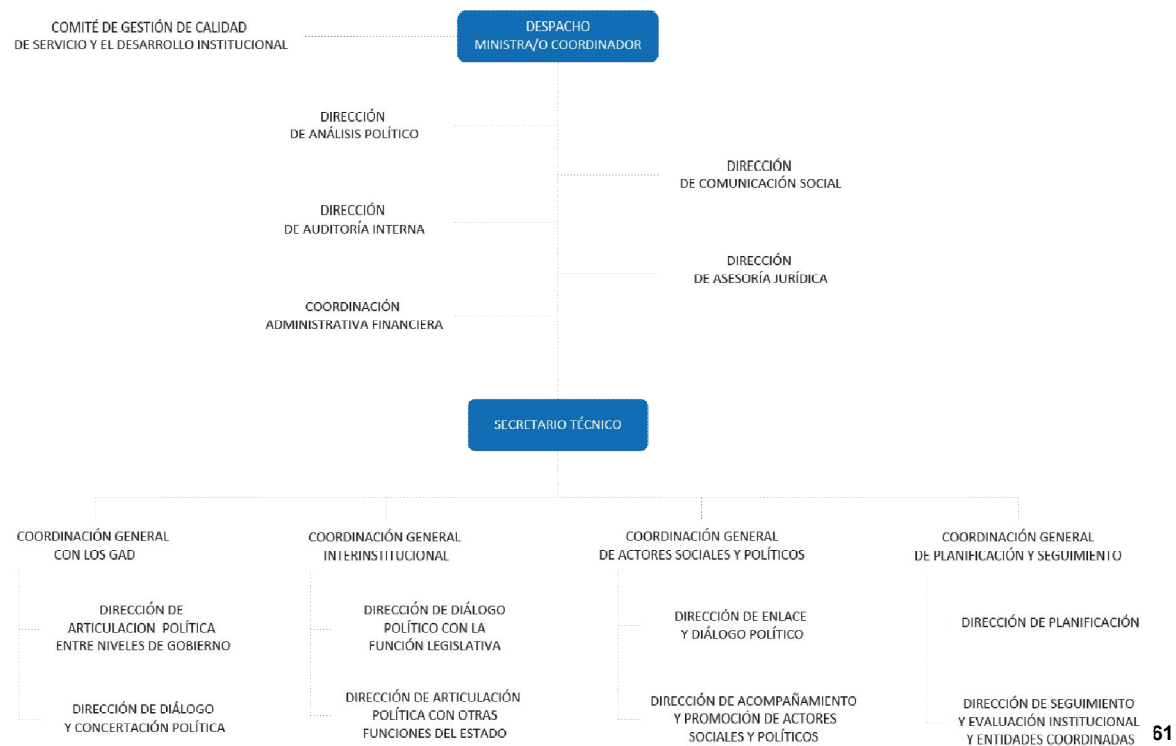 COMITÉ DE GESTIÓN DE CALIDAD
DE SERVICIO Y EL DESARROLLO INSTITUCIONAL
DESPACHO
MINISTRA/O COORDINADOR
DIRECCIÓN
DE ANÁLISIS POLÍTICO
DIRECCIÓN
DE COMUNICACIÓN SOCIAL
DIRECCIÓN
DE AUDITORÍA INTERNA
DIRECCIÓN
DE ASESORÍA JURÍDICA
COORDINACIÓN
ADMINISTRATIVA FINANCIERA
SECRETARIO TÉCNICO
COORDINACIÓN GENERAL
CON LOS GAD
DIRECCIÓN DE
ARTICULACION POLÍTICA
ENTRE NIVELES DE GOBIERNO
DIRECCIÓN DE DIÁLOGO
Y CONCERTACIÓN POLÍTICA
COORDINACIÓN GENERAL
INTERINSTITUCIONAL
DIRECCIÓN DE DIÁLOGO
POLÍTICO CON LA
FUNCIÓN LEGISLATIVA
DIRECCIÓN DE ARTICULACIÓN
POLÍTICA CON OTRAS
FUNCIONES DEL ESTADO
COORDINACIÓN GENERAL
DE ACTORES SOCIALES Y POLÍTICOS
DIRECCIÓN DE ENLACE
Y DIÁLOGO POLÍTICO
DIRECCIÓN DE ACOMPAÑAMIENTO
Y PROMOCIÓN DE ACTORES
SOCIALES Y POLÍTICOS
COORDINACIÓN GENERAL
DE PLANIFICACIÓN Y SEGUIMIENTO
DIRECCIÓN DE PLANIFICACIÓN
DIRECCIÓN DE SEGUIMIENTO
Y EVALUACIÓN INSTITUCIONAL
Y ENTIDADES COORDINADAS
61